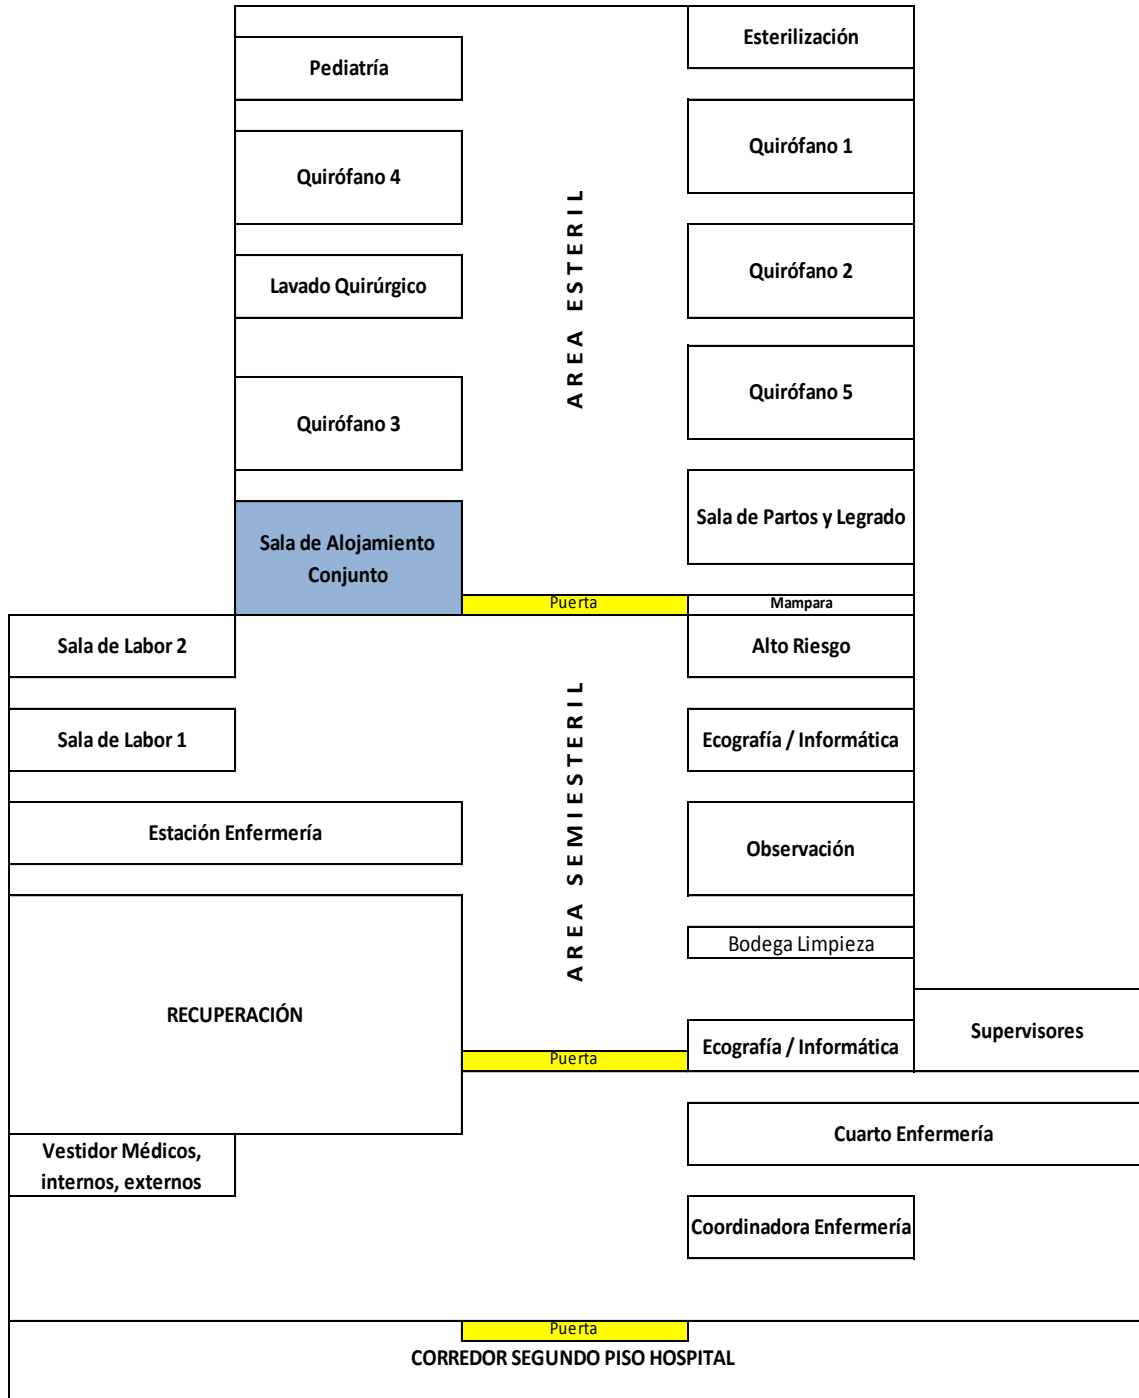 Esterilización
Pediatría
Quirófano 1
Quirófano 4
Quirófano 2
Lavado Quirúrgico
AREA ESTERIL
Quirófano 5
Quirófano 3
Sala de Partos y Legrado
Sala de Alojamiento
Conjunto
Puerta
Mampara
Sala de Labor 2
Alto Riesgo
Sala de Labor 1
Ecografía / Informática
AREA SEMIESTERIL
Estación Enfermería
Observación
Bodega Limpieza
RECUPERACIÓN
Supervisores
Ecografía / Informática
Puerta
Cuarto Enfermería
Vestidor Médicos,
internos, externos
Coordinadora Enfermería
Puerta
CORREDOR SEGUNDO PISO HOSPITAL